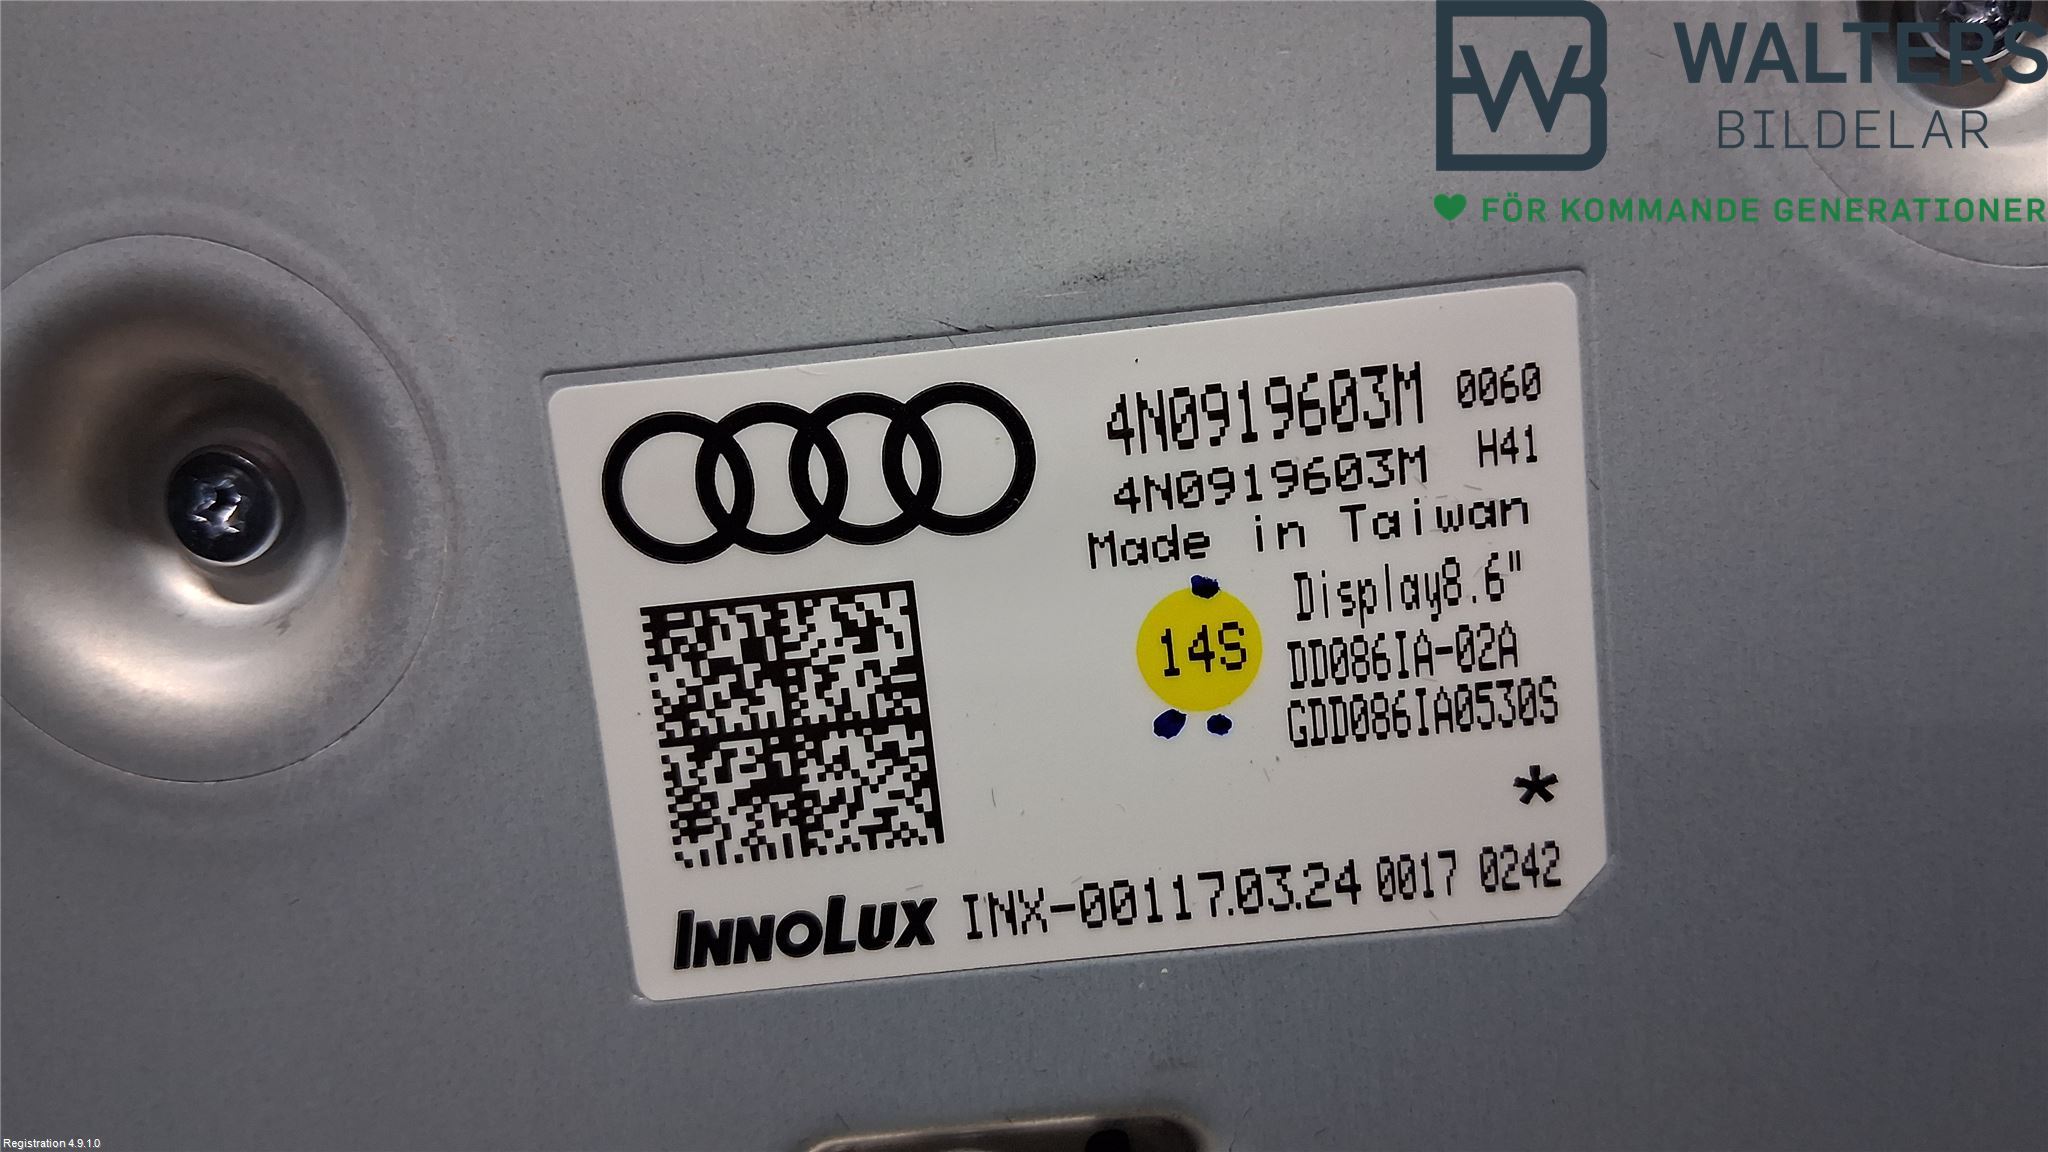 WALTERS
BILDELAR
FÖR KOMMANDE GENERATIONER
4N0919603M 0060
4N0919603M H41
Made in Taiwan
14S
Display8.6"
DD086IA-02A
GDD086IA0530S
*
INNOLUX INX-00117.03.24 0017 0242
Registration 4.9.1.0